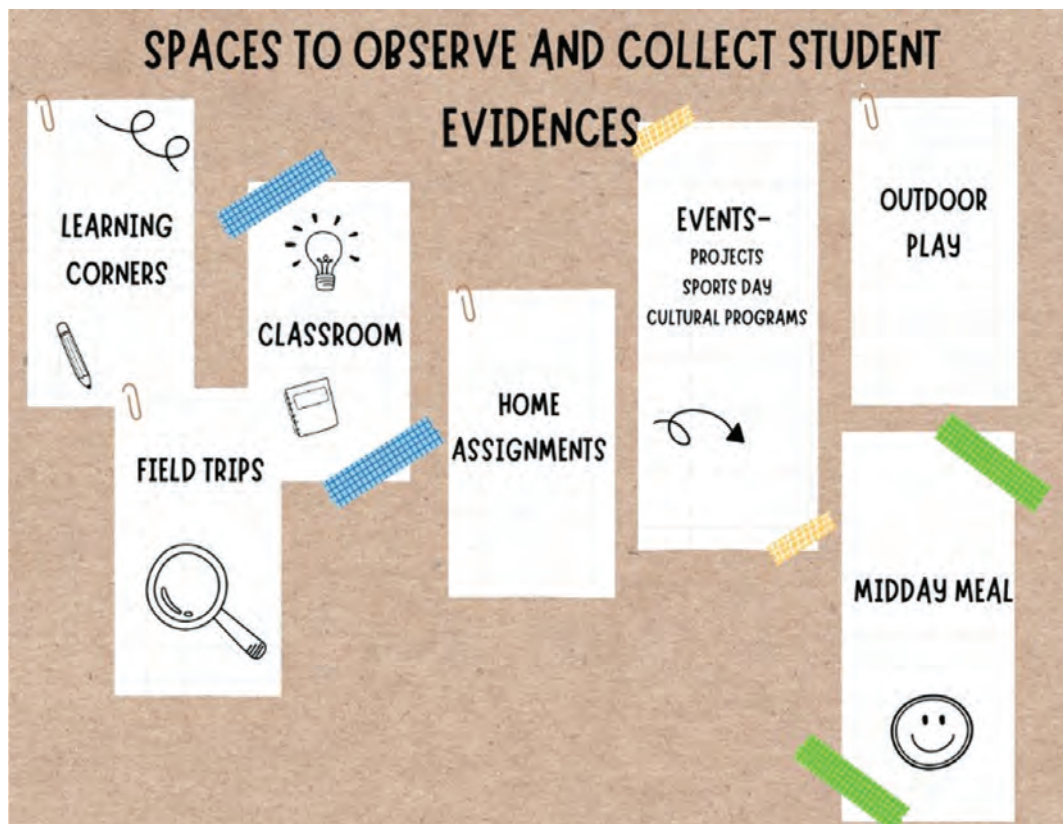 SPACES TO OBSERVE AND COLLECT STUDENT
EVIDENCES
LEARNING
CORNERS
CLASSROOM
FIELD TRIPS
HOME
ASSIGNMENTS
EVENTS-
PROJECTS
SPORTS DAY
CULTURAL PROGRAMS
OUTDOOR
PLAY
MIDDAY MEAL